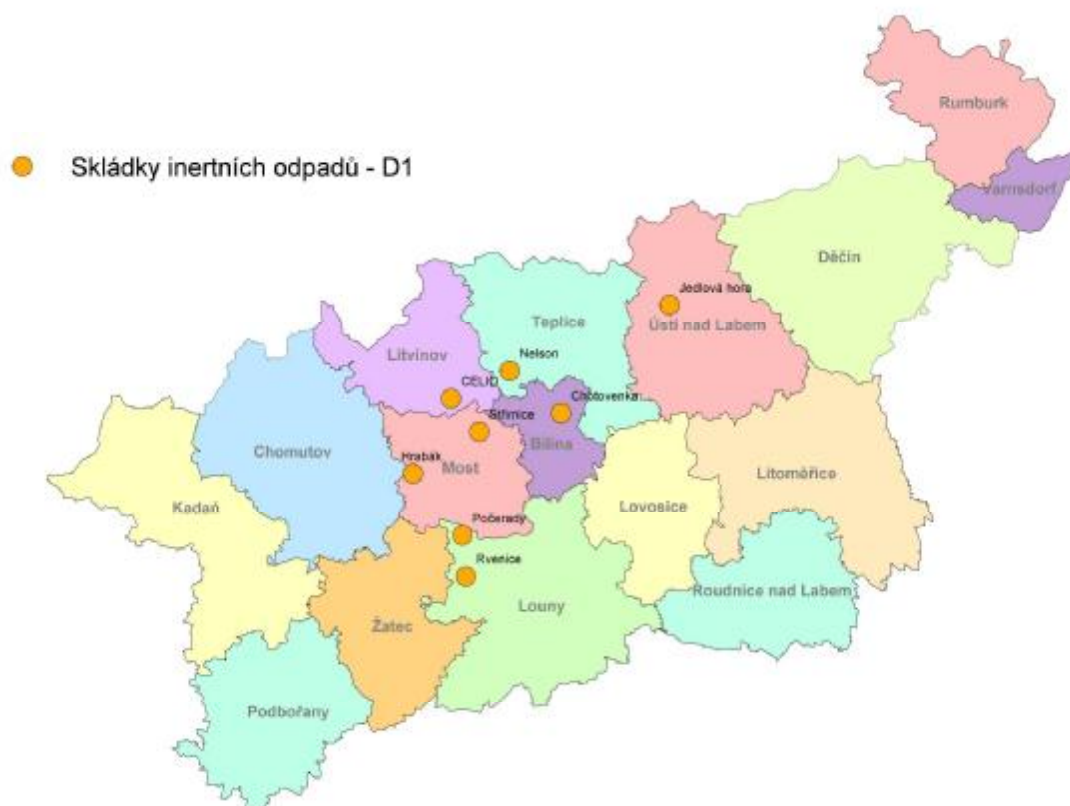 Rumburk
Skládky inertních odpadů - D1
Varnsdorf
Děčín
Jedlová hora
Teplice
Ústí nad Labem
Litvínov
Nelson
CELIO
Chotovenka
Střimice
Bílina
Chomutov
Hrabák
Most
Litoměřice
Kadaň
Lovosice
Počerady
Rvenice
Roudnice nad Labem
Louny
Žatec
Podbořany